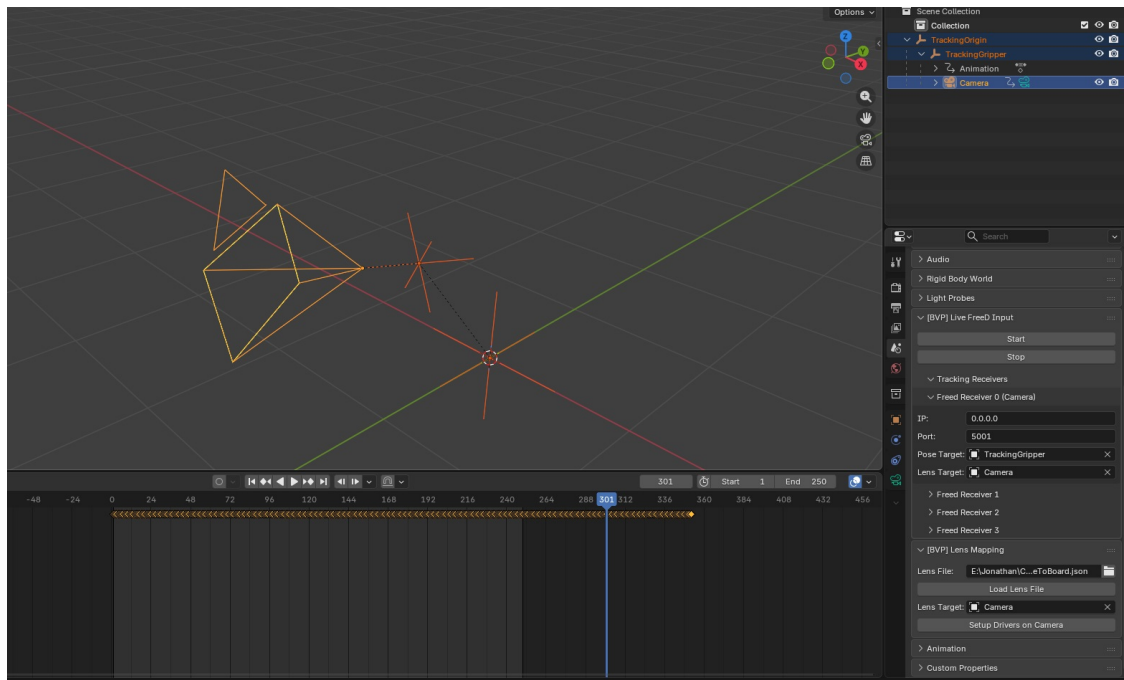 Options
Scene Collection
Collection
TrackingOrigin
TrackingGripper
Animation
Camera
Z
Y
X
Search
Audio
Rigid Body World
Light Probes
[BVP] Live FreeD Input
Start
Stop
Tracking Receivers
Freed Receiver 0 (Camera)
IP: 0.0.0.0
Port: 5001
Pose Target: TrackingGripper
Lens Target: Camera
Freed Receiver 1
Freed Receiver 2
Freed Receiver 3
[BVP] Lens Mapping
Lens File: E:\Jonathan\C...eToBoard.json
Load Lens File
Lens Target: Camera
Setup Drivers on Camera
Animation
Custom Properties
301 Start 1 End 250
-48 -24 0 24 48 72 96 120 144 168 192 216 240 264 288 301 312 336 360 384 408 432 456